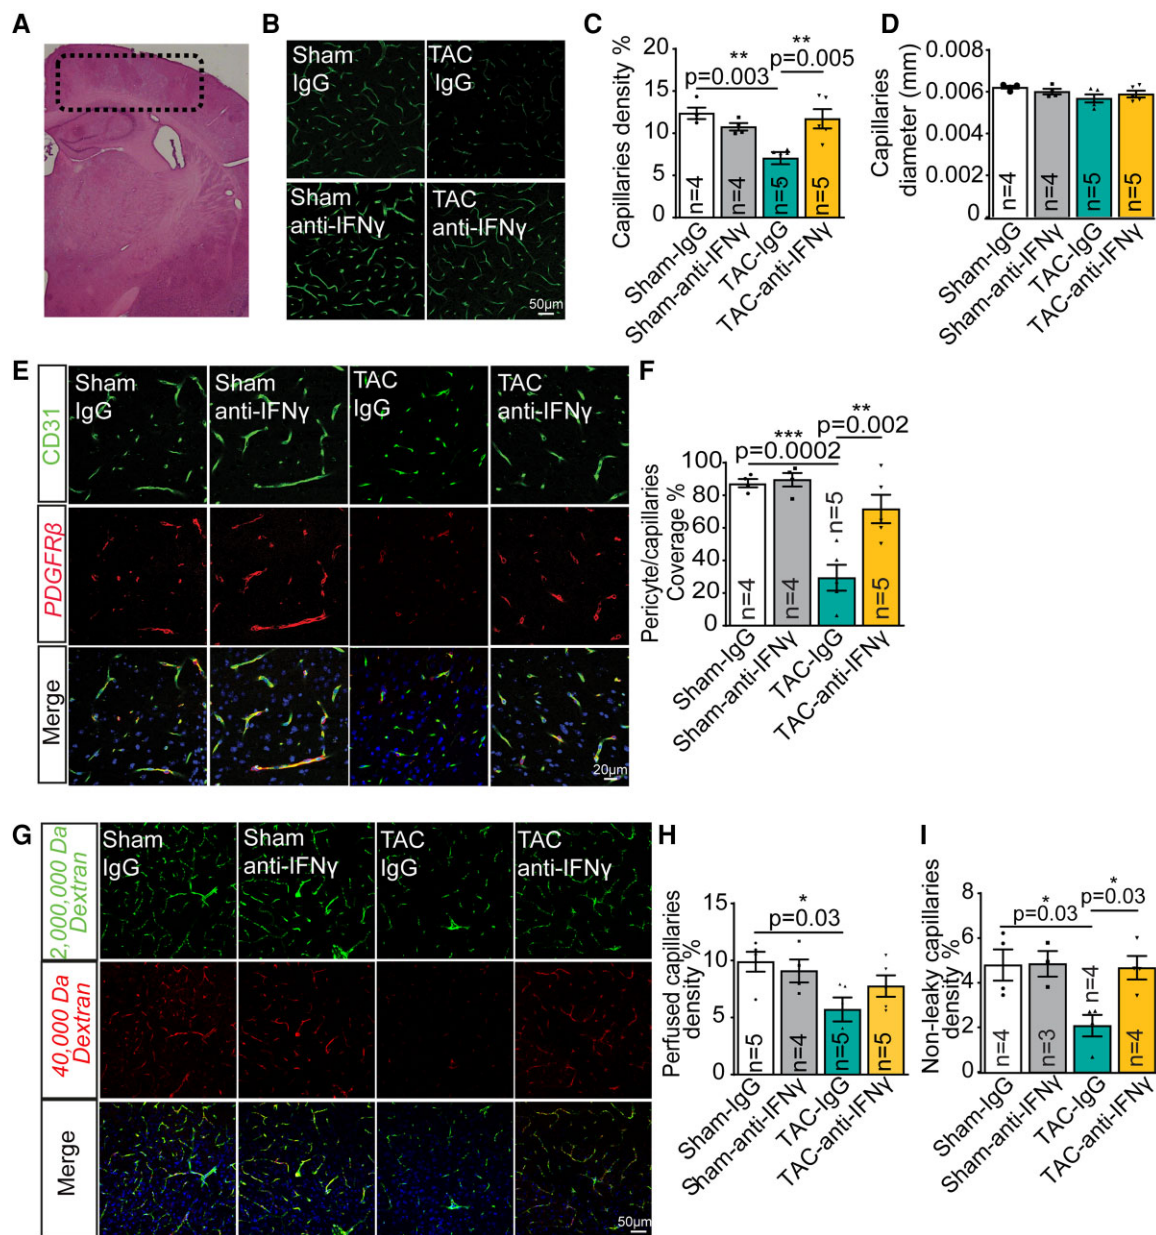 A
B
Sham
IgG
TAC
IgG
Sham
anti-IFNγ
TAC
anti-IFNγ
50µm
C
Capillaries density %
20
15
10
5
0
**
p=0.003
**
p=0.005
n=4
n=4
n=5
n=5
Sham-IgG
Sham-anti-IFNγ
TAC-IgG
TAC-anti-IFNγ
D
Capillaries
diameter (mm)
0.008
0.006
0.004
0.002
0
n=4
n=4
n=5
n=5
Sham-IgG
Sham-anti-IFNγ
TAC-IgG
TAC-anti-IFNγ
E
Sham
IgG
Sham
anti-IFNγ
TAC
IgG
TAC
anti-IFNγ
CD31
PDGFRβ
Merge
20µm
F
Pericyte/capillaries
Coverage %
100
80
60
40
20
0
***
p=0.0002
**
p=0.002
n=4
n=4
n=5
n=5
Sham-IgG
Sham-anti-IFNγ
TAC-IgG
TAC-anti-IFNγ
G
Sham
IgG
Sham
anti-IFNγ
TAC
IgG
TAC
anti-IFNγ
2,000,000 Da
Dextran
40,000 Da
Dextran
Merge
50µm
H
Perfused capillaries
density %
15
10
5
0
*
p=0.03
n=5
n=4
n=5
n=5
Sham-IgG
Sham-anti-IFNγ
TAC-IgG
TAC-anti-IFNγ
I
Non-leaky capillaries
density %
8
6
4
2
0
*
p=0.03
*
p=0.03
n=4
n=3
n=4
n=4
Sham-IgG
Sham-anti-IFNγ
TAC-IgG
TAC-anti-IFNγ